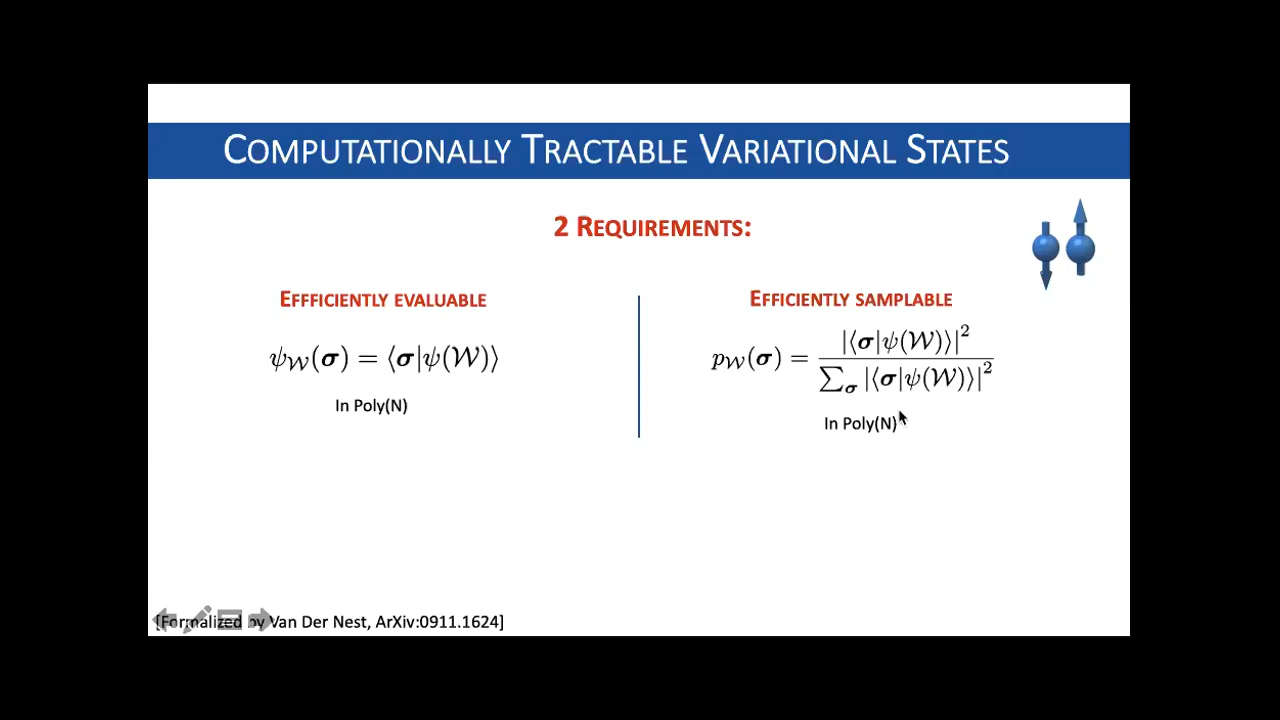 COMPUTATIONALLY TRACTABLE VARIATIONAL STATES
2 REQUIREMENTS:
EFFFICIENTLY EVALUABLE
ψ_𝒲(𝝈) = ⟨𝝈|ψ(𝒲)⟩
In Poly(N)
EFFICIENTLY SAMPLABLE
p_𝒲(𝝈) = |⟨𝝈|ψ(𝒲)⟩|² / ∑_𝝈 |⟨𝝈|ψ(𝒲)⟩|²
In Poly(N)
[Formalized by Van Der Nest, ArXiv:0911.1624]